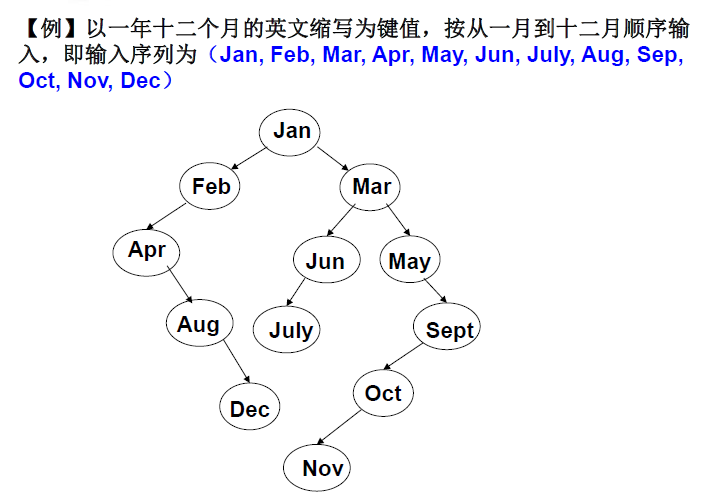 【例】以一年十二个月的英文缩写为键值，按从一月到十二月顺序输
入，即输入序列为（Jan, Feb, Mar, Apr, May, Jun, July, Aug, Sep,
Oct, Nov, Dec）
Jan
Feb
Mar
Apr
Jun
May
Aug
July
Sept
Dec
Oct
Nov